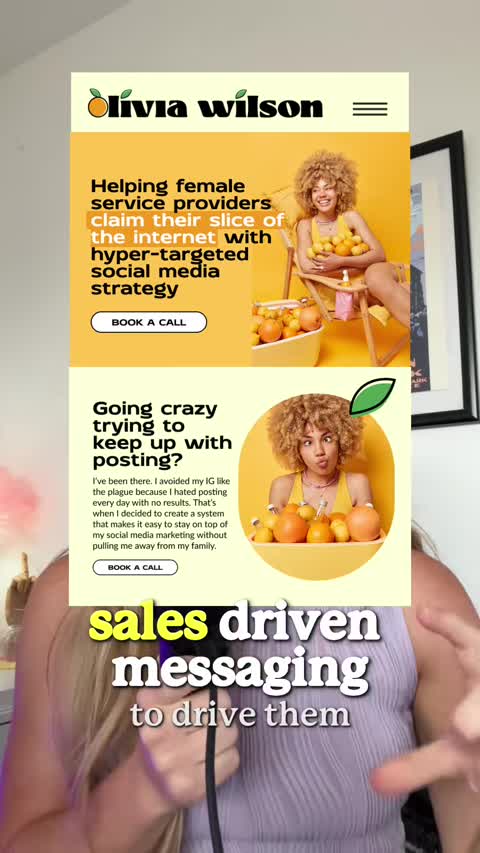 Olivia wilson
Helping female
service providers
claim their slice of
the internet with
hyper-targeted
social media
strategy
BOOK A CALL
Going crazy
trying to
keep up with
posting?
I've been there. I avoided my IG like
the plague because I hated posting
every day with no results. That's
when I decided to create a system
that makes it easy to stay on top of
my social media marketing without
pulling me away from my family.
BOOK A CALL
sales driven
messaging
to drive them